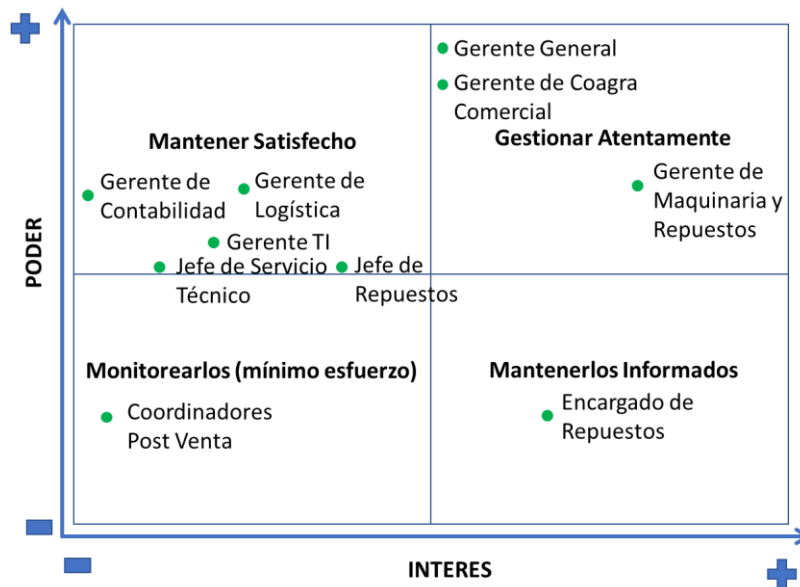 Gerente General
Gerente de Coagra
Comercial
Mantener Satisfecho
Gestionar Atentamente
Gerente de
Contabilidad
Gerente de
Logística
Gerente de
Maquinaria y
Repuestos
Gerente TI
Jefe de Servicio
Técnico
Jefe de
Repuestos
PODER
Monitorearlos (mínimo esfuerzo)
Mantenerlos Informados
Coordinadores
Post Venta
Encargado de
Repuestos
INTERES